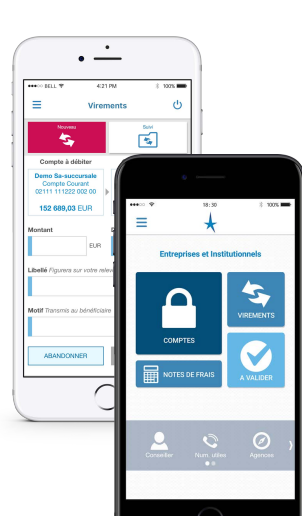 BELL
4:21 PM
100%
Virements
Nouveau
Suivi
Compte à débiter
Demo Sa-succursale
Compte Courant
02111 111222 002 00
152 689,03 EUR
Montant
EUR
Libellé Figurera sur votre relev
Motif Transmis au bénéficiaire
ABANDONNER
18:30
100%
Entreprises et Institutionnels
COMPTES
VIREMENTS
NOTES DE FRAIS
A VALIDER
Conseiller
Num. utiles
Agences